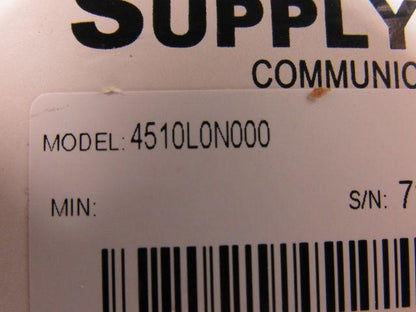 SUPPLY
COMMUNIC
MODEL: 4510L0N000
MIN:
S/N: 7